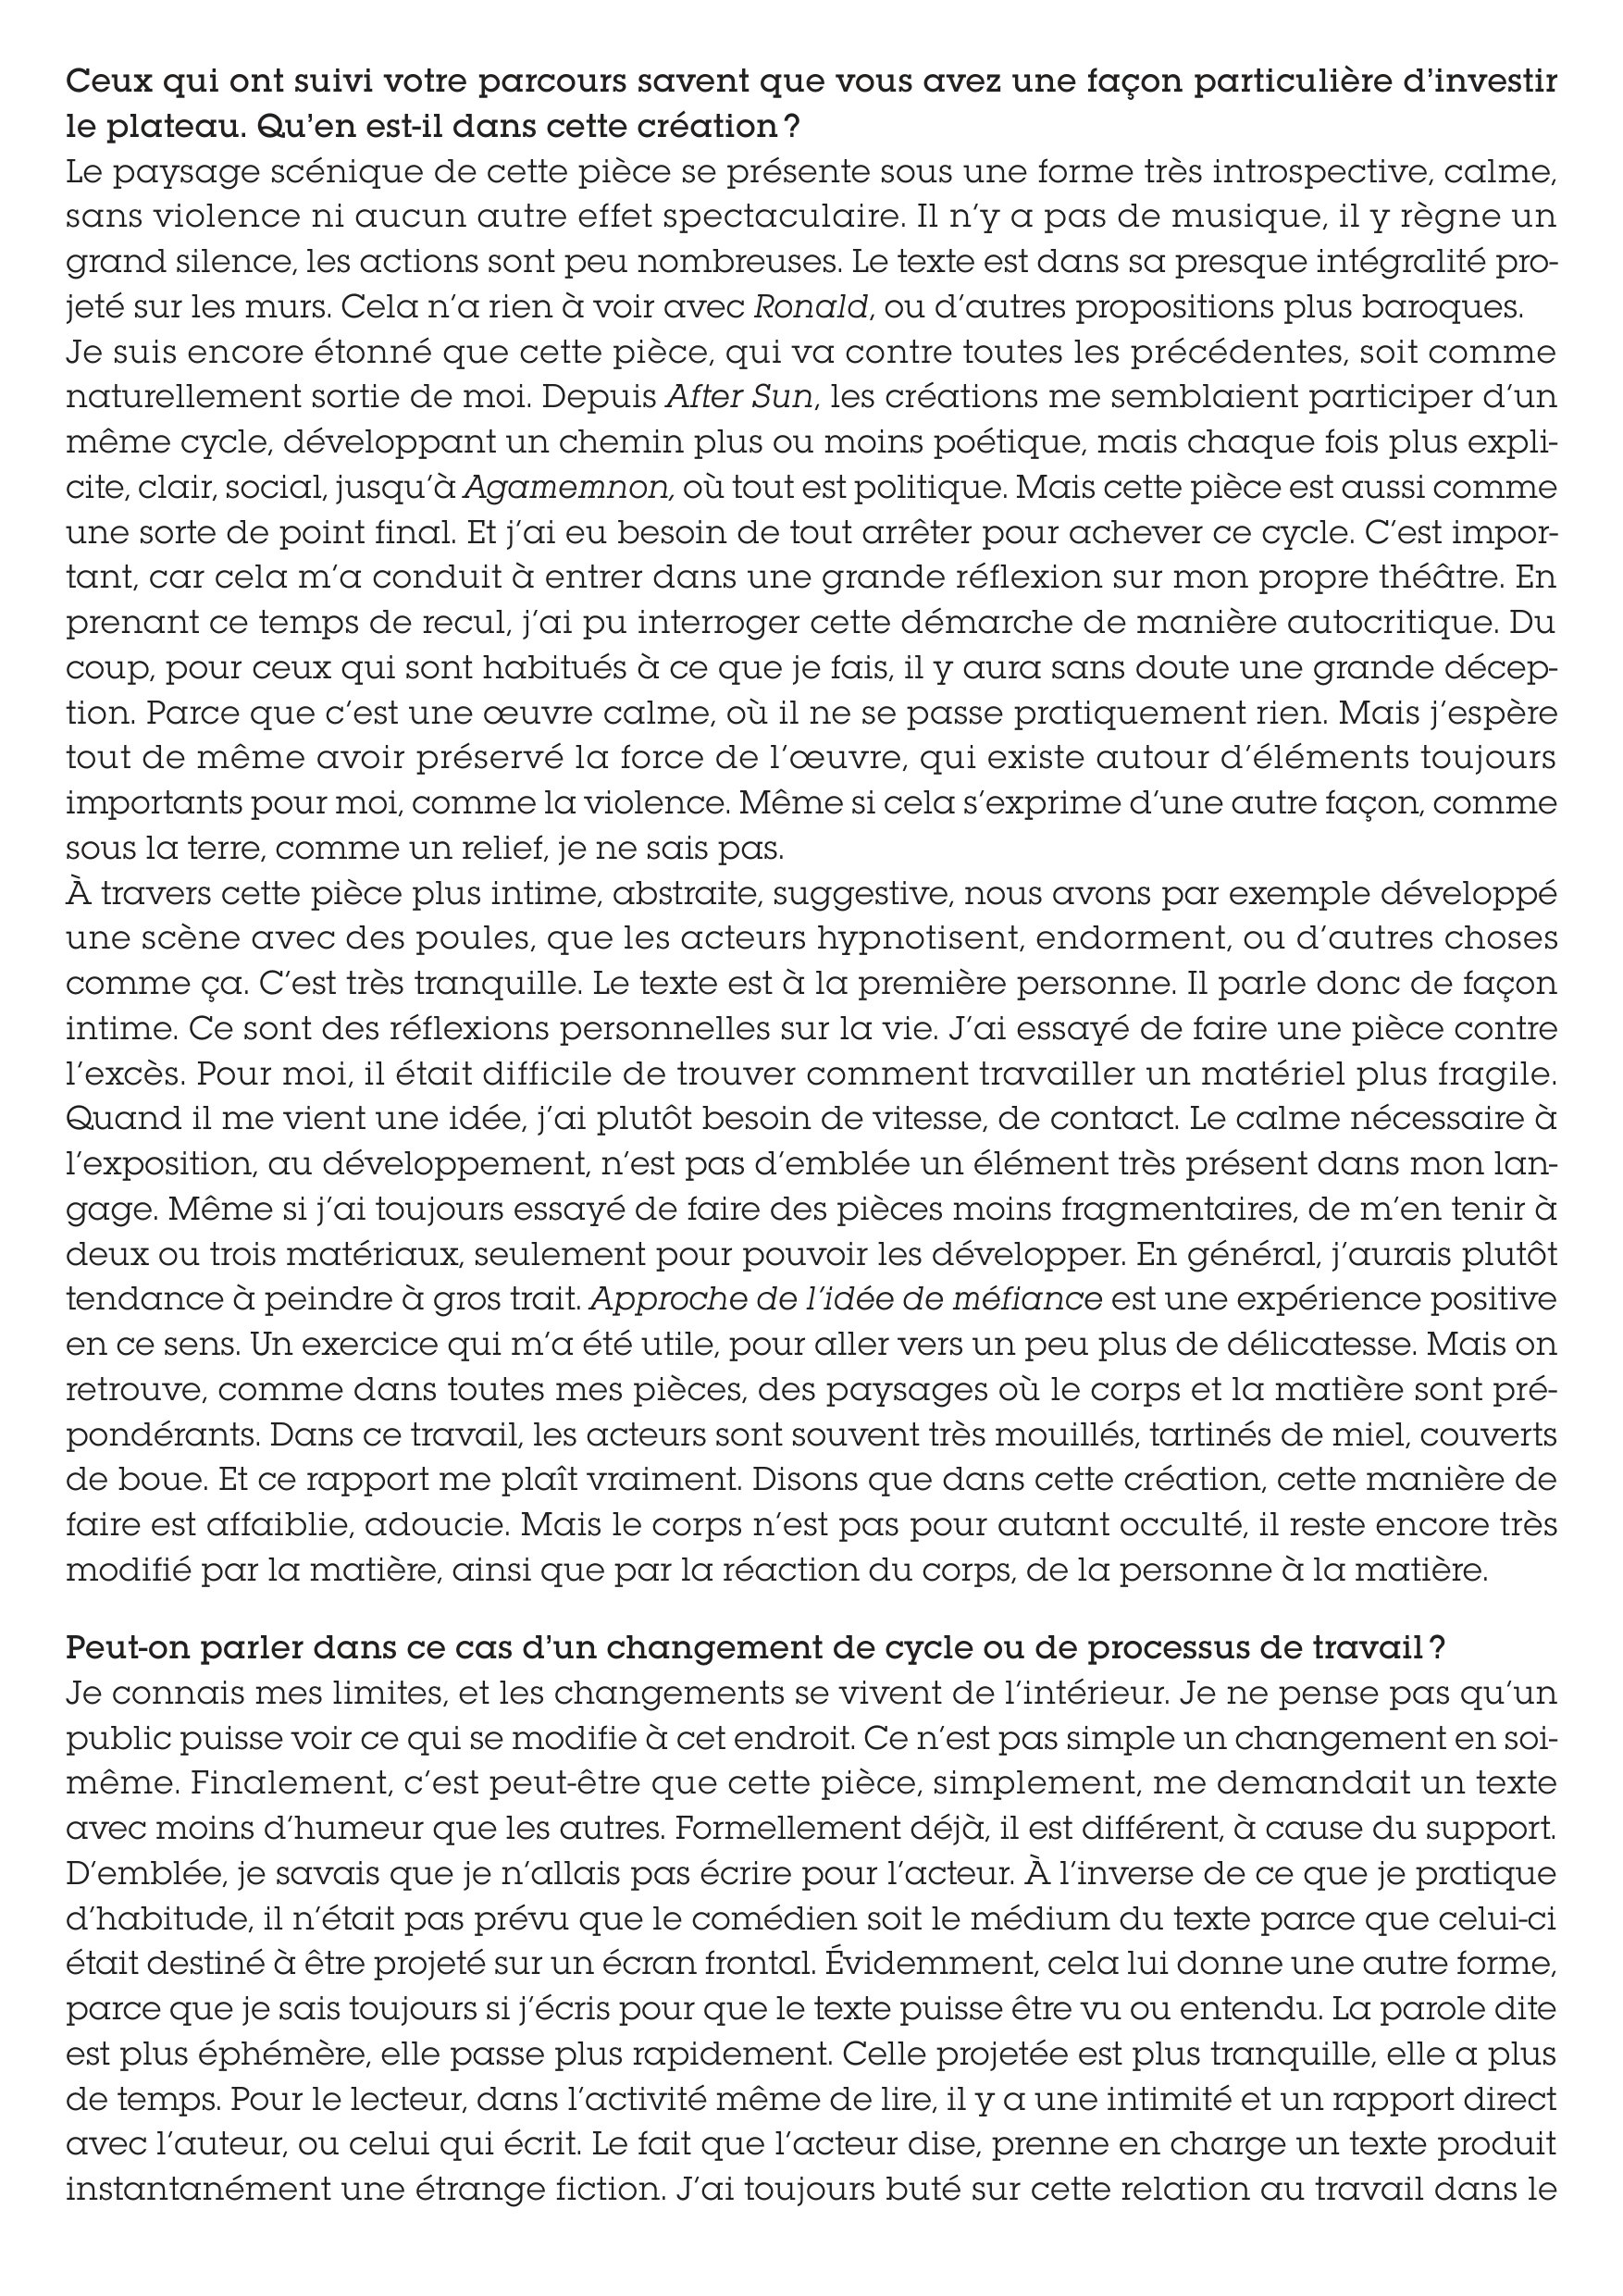 Ceux qui ont suivi votre parcours savent que vous avez une façon particulière d’investir
le plateau. Qu’en est-il dans cette création ?
Le paysage scénique de cette pièce se présente sous une forme très introspective, calme,
sans violence ni aucun autre effet spectaculaire. Il n’y a pas de musique, il y règne un
grand silence, les actions sont peu nombreuses. Le texte est dans sa presque intégralité pro-
jeté sur les murs. Cela n’a rien à voir avec Ronald, ou d’autres propositions plus baroques.
Je suis encore étonné que cette pièce, qui va contre toutes les précédentes, soit comme
naturellement sortie de moi. Depuis After Sun, les créations me semblaient participer d’un
même cycle, développant un chemin plus ou moins poétique, mais chaque fois plus expli-
cite, clair, social, jusqu’à Agamemnon, où tout est politique. Mais cette pièce est aussi comme
une sorte de point final. Et j’ai eu besoin de tout arrêter pour achever ce cycle. C’est impor-
tant, car cela m’a conduit à entrer dans une grande réflexion sur mon propre théâtre. En
prenant ce temps de recul, j’ai pu interroger cette démarche de manière autocritique. Du
coup, pour ceux qui sont habitués à ce que je fais, il y aura sans doute une grande décep-
tion. Parce que c’est une œuvre calme, où il ne se passe pratiquement rien. Mais j’espère
tout de même avoir préservé la force de l’œuvre, qui existe autour d’éléments toujours
importants pour moi, comme la violence. Même si cela s’exprime d’une autre façon, comme
sous la terre, comme un relief, je ne sais pas.
À travers cette pièce plus intime, abstraite, suggestive, nous avons par exemple développé
une scène avec des poules, que les acteurs hypnotisent, endorment, ou d’autres choses
comme ça. C’est très tranquille. Le texte est à la première personne. Il parle donc de façon
intime. Ce sont des réflexions personnelles sur la vie. J’ai essayé de faire une pièce contre
l’excès. Pour moi, il était difficile de trouver comment travailler un matériel plus fragile.
Quand il me vient une idée, j’ai plutôt besoin de vitesse, de contact. Le calme nécessaire à
l’exposition, au développement, n’est pas d’emblée un élément très présent dans mon lan-
gage. Même si j’ai toujours essayé de faire des pièces moins fragmentaires, de m’en tenir à
deux ou trois matériaux, seulement pour pouvoir les développer. En général, j’aurais plutôt
tendance à peindre à gros trait. Approche de l’idée de méfiance est une expérience positive
en ce sens. Un exercice qui m’a été utile, pour aller vers un peu plus de délicatesse. Mais on
retrouve, comme dans toutes mes pièces, des paysages où le corps et la matière sont pré-
pondérants. Dans ce travail, les acteurs sont souvent très mouillés, tartinés de miel, couverts
de boue. Et ce rapport me plaît vraiment. Disons que dans cette création, cette manière de
faire est affaiblie, adoucie. Mais le corps n’est pas pour autant occulté, il reste encore très
modifié par la matière, ainsi que par la réaction du corps, de la personne à la matière.
Peut-on parler dans ce cas d’un changement de cycle ou de processus de travail ?
Je connais mes limites, et les changements se vivent de l’intérieur. Je ne pense pas qu’un
public puisse voir ce qui se modifie à cet endroit. Ce n’est pas simple un changement en soi-
même. Finalement, c’est peut-être que cette pièce, simplement, me demandait un texte
avec moins d’humeur que les autres. Formellement déjà, il est différent, à cause du support.
D’emblée, je savais que je n’allais pas écrire pour l’acteur. À l’inverse de ce que je pratique
d’habitude, il n’était pas prévu que le comédien soit le médium du texte parce que celui-ci
était destiné à être projeté sur un écran frontal. Évidemment, cela lui donne une autre forme,
parce que je sais toujours si j’écris pour que le texte puisse être vu ou entendu. La parole dite
est plus éphémère, elle passe plus rapidement. Celle projetée est plus tranquille, elle a plus
de temps. Pour le lecteur, dans l’activité même de lire, il y a une intimité et un rapport direct
avec l’auteur, ou celui qui écrit. Le fait que l’acteur dise, prenne en charge un texte produit
instantanément une étrange fiction. J’ai toujours buté sur cette relation au travail dans le